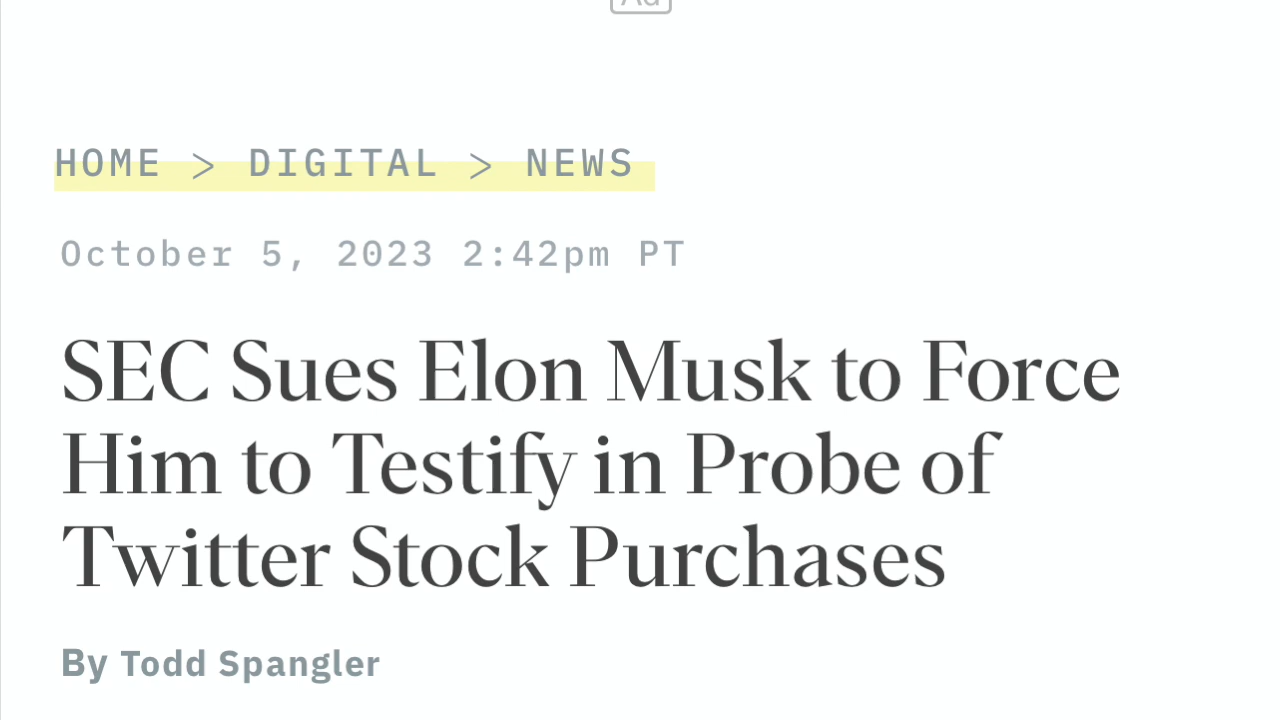 Ad
HOME > DIGITAL > NEWS
October 5, 2023 2:42pm PT
SEC Sues Elon Musk to Force
Him to Testify in Probe of
Twitter Stock Purchases
By Todd Spangler